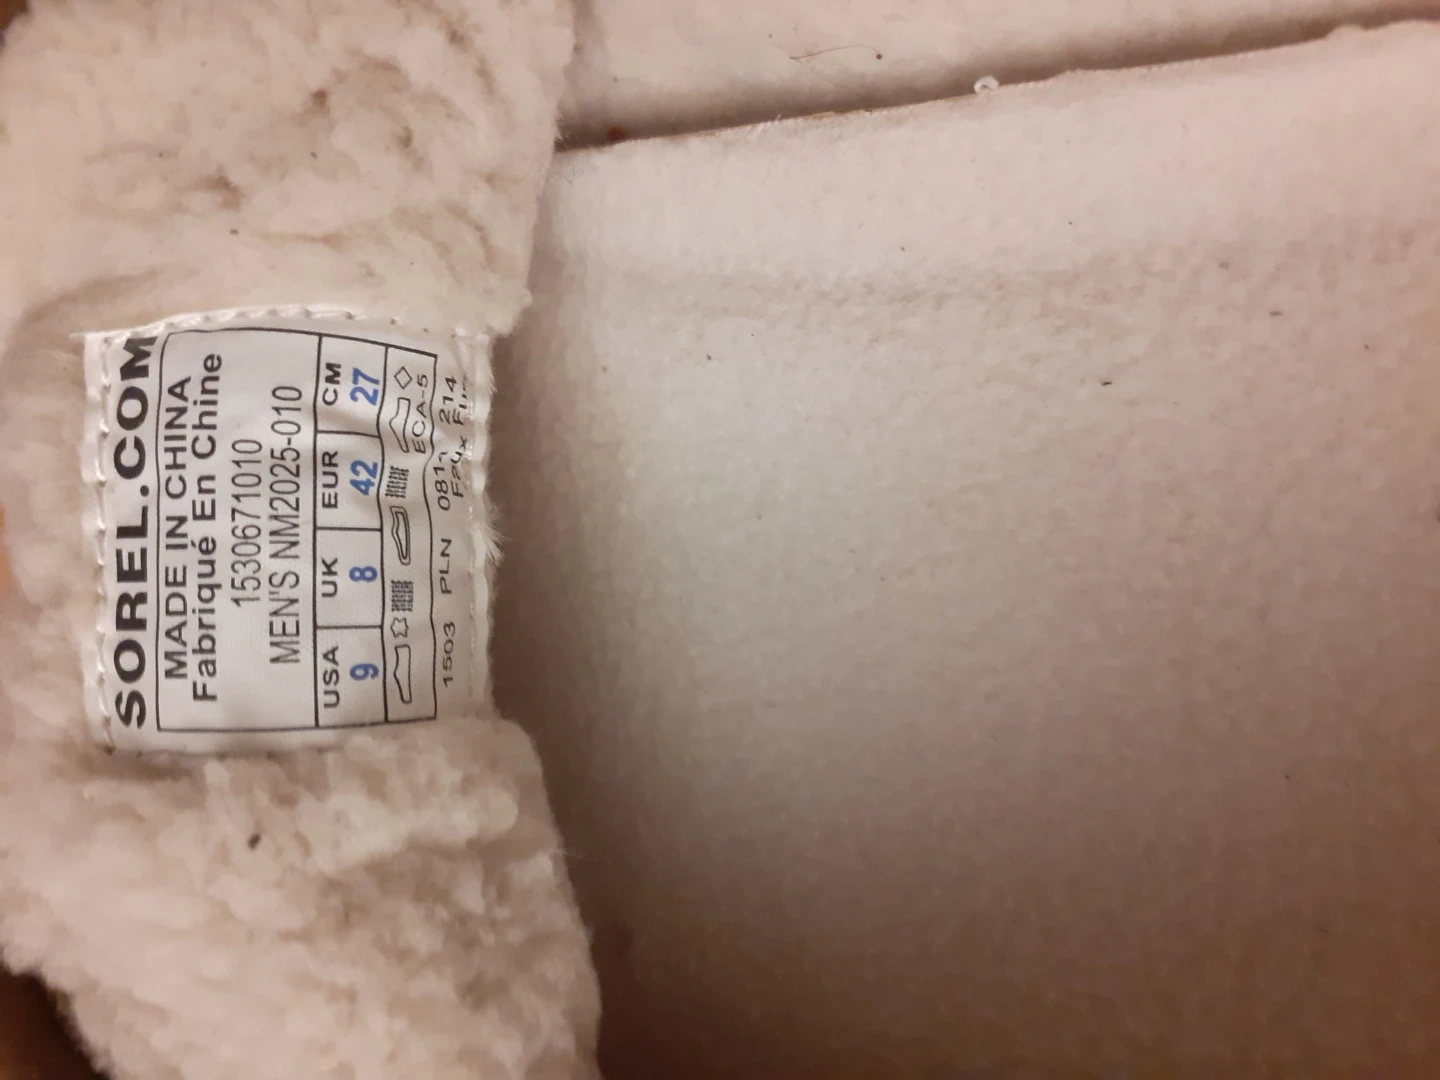 SOREL.COM
MADE IN CHINA
Fabriqué En Chine
1530671010
MEN'S NM2025-010
USA UK EUR CM
9 8 42 27
ECA-5
1503 PLN 214